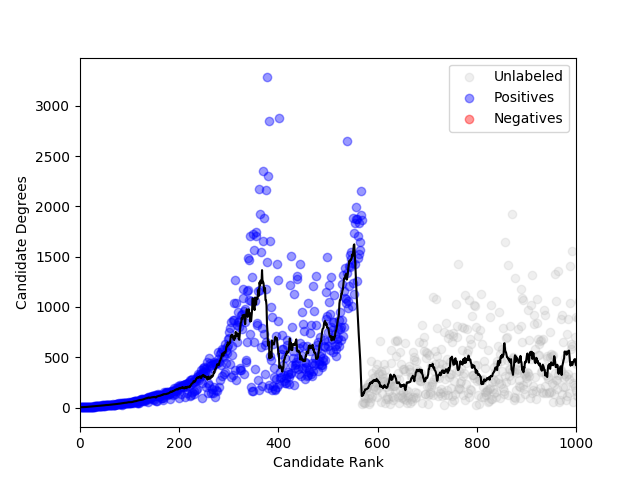 Unlabeled
Positives
Negatives
3000
2500
2000
1500
1000
500
0
Candidate Degrees
0 200 400 600 800 1000
Candidate Rank